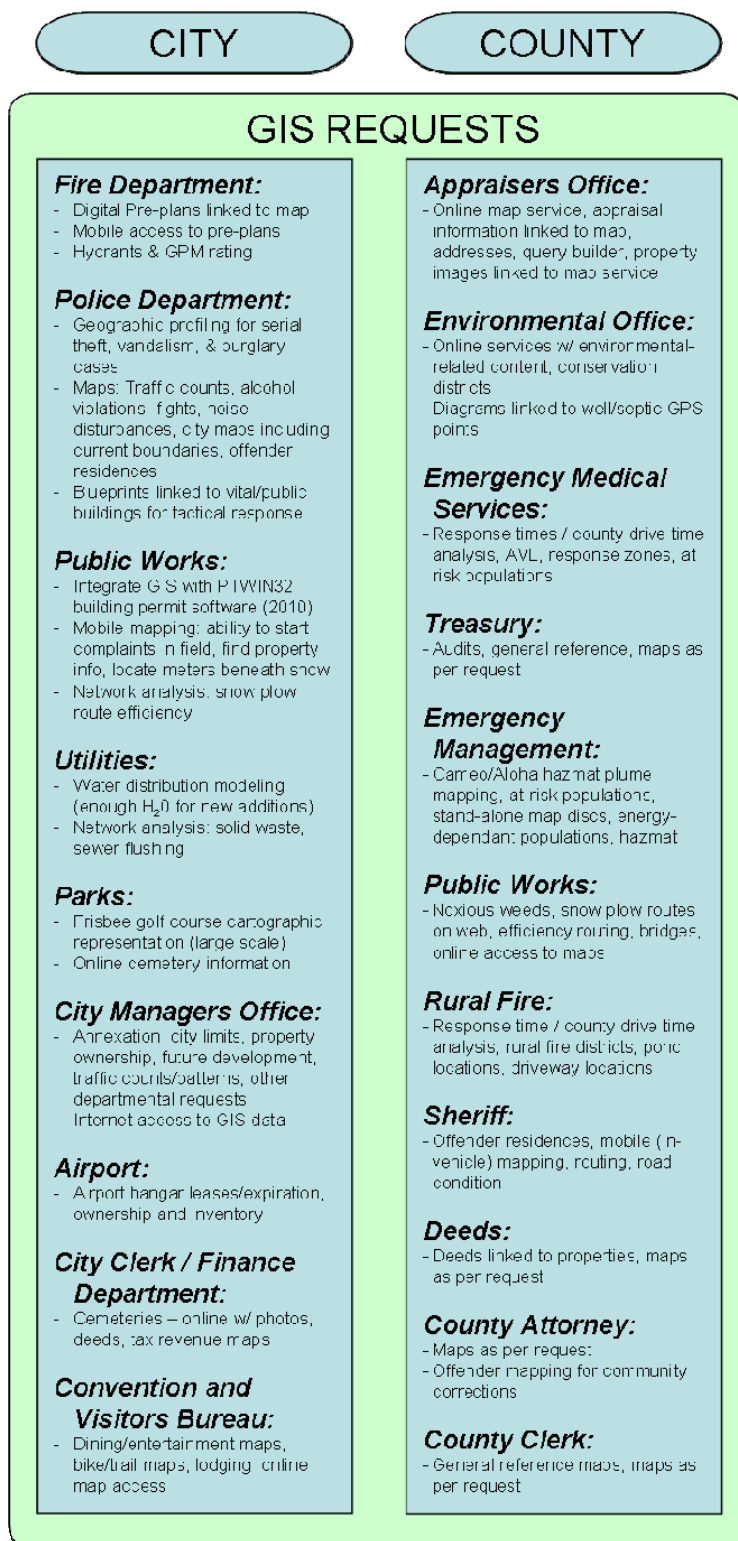 CITY
COUNTY
GIS REQUESTS
Fire Department:
- Digital Pre-plans linked to map
- Mobile access to pre-plans
- Hydrants & GPM rating
Police Department:
- Geographic profiling for serial
theft, vandalism, & burglary
cases
- Maps: Traffic counts, alcohol
violations, fights, noise
disturbances, city maps including
current boundaries, offender
residences
- Blueprints linked to vital/public
buildings for tactical response
Public Works:
- Integrate GIS with PTWIN32
building permit software (2010)
- Mobile mapping: ability to start
complaints in field, find property
info, locate meters beneath snow
- Network analysis: snow plow
route efficiency
Utilities:
- Water distribution modeling
(enough H₂0 for new additions)
- Network analysis: solid waste,
sewer flushing
Parks:
- Frisbee golf course cartographic
representation (large scale)
- Online cemetery information
City Managers Office:
- Annexation, city limits, property
ownership, future development,
traffic counts/patterns, other
departmental requests
Internet access to GIS data
Airport:
- Airport hangar leases/expiration,
ownership and inventory
City Clerk / Finance
Department:
- Cemeteries – online w/ photos,
deeds, tax revenue maps
Convention and
Visitors Bureau:
- Dining/entertainment maps,
bike/trail maps, lodging, online
map access
Appraisers Office:
- Online map service, appraisal
information linked to map,
addresses, query builder, property
images linked to map service
Environmental Office:
- Online services w/ environmental-
related content, conservation
districts
Diagrams linked to well/septic GPS
points
Emergency Medical
Services:
- Response times / county drive time
analysis, AVL, response zones, at
risk populations
Treasury:
- Audits, general reference, maps as
per request
Emergency
Management:
- Cameo/Aloha hazmat plume
mapping, at risk populations,
stand-alone map discs, energy-
dependant populations, hazmat
Public Works:
- Noxious weeds, snow plow routes
on web, efficiency routing, bridges,
online access to maps
Rural Fire:
- Response time / county drive time
analysis, rural fire districts, pond
locations, driveway locations
Sheriff:
- Offender residences, mobile (in-
vehicle) mapping, routing, road
condition
Deeds:
- Deeds linked to properties, maps
as per request
County Attorney:
- Maps as per request
- Offender mapping for community
corrections
County Clerk:
- General reference maps, maps as
per request